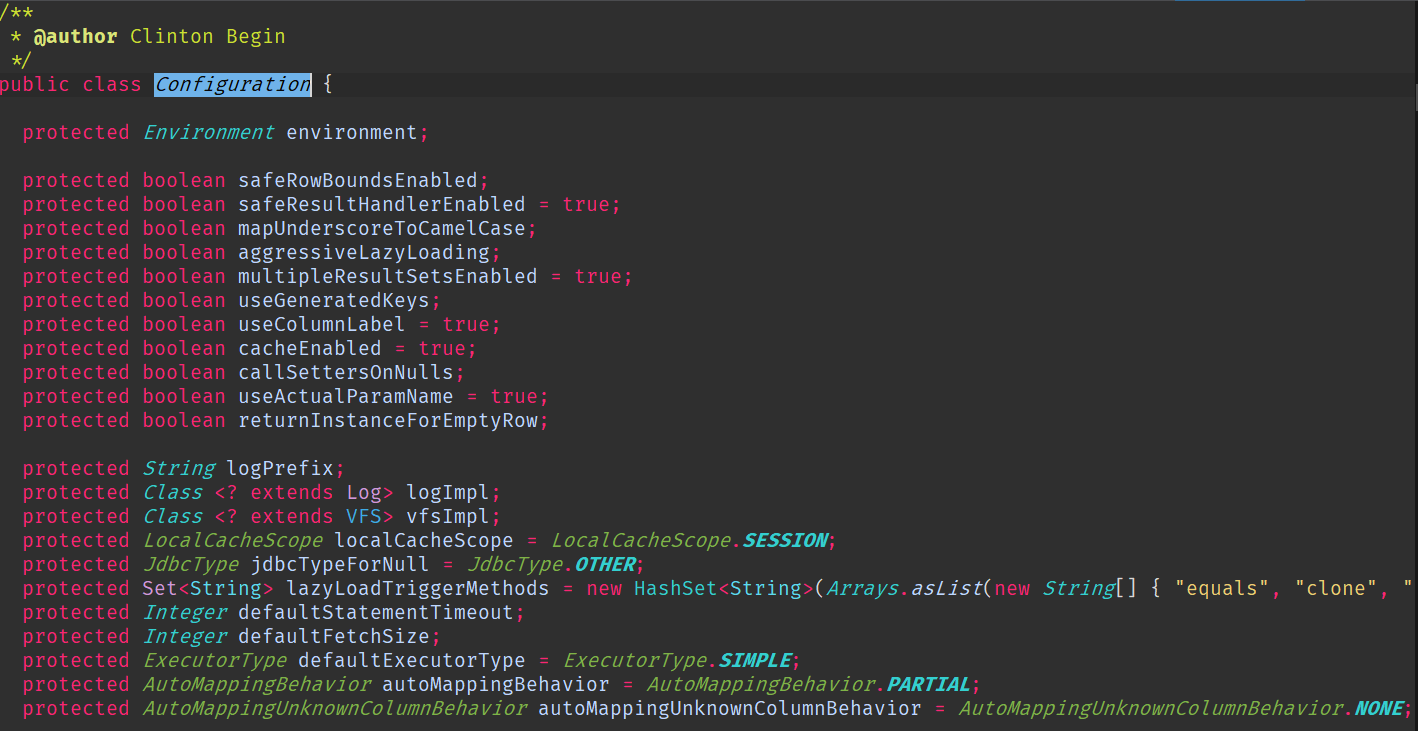 /**
 * @author Clinton Begin
 */
public class Configuration {
  protected Environment environment;
  protected boolean safeRowBoundsEnabled;
  protected boolean safeResultHandlerEnabled = true;
  protected boolean mapUnderscoreToCamelCase;
  protected boolean aggressiveLazyLoading;
  protected boolean multipleResultSetsEnabled = true;
  protected boolean useGeneratedKeys;
  protected boolean useColumnLabel = true;
  protected boolean cacheEnabled = true;
  protected boolean callSettersOnNulls;
  protected boolean useActualParamName = true;
  protected boolean returnInstanceForEmptyRow;
  protected String logPrefix;
  protected Class <? extends Log> logImpl;
  protected Class <? extends VFS> vfsImpl;
  protected LocalCacheScope localCacheScope = LocalCacheScope.SESSION;
  protected JdbcType jdbcTypeForNull = JdbcType.OTHER;
  protected Set<String> lazyLoadTriggerMethods = new HashSet<String>(Arrays.asList(new String[] { "equals", "clone", "
  protected Integer defaultStatementTimeout;
  protected Integer defaultFetchSize;
  protected ExecutorType defaultExecutorType = ExecutorType.SIMPLE;
  protected AutoMappingBehavior autoMappingBehavior = AutoMappingBehavior.PARTIAL;
  protected AutoMappingUnknownColumnBehavior autoMappingUnknownColumnBehavior = AutoMappingUnknownColumnBehavior.NONE;